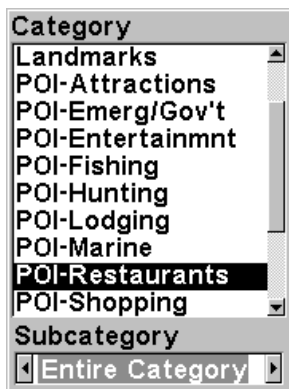 Category
Landmarks
POI-Attractions
POI-Emerg/Gov't
POI-Entertainmnt
POI-Fishing
POI-Hunting
POI-Lodging
POI-Marine
POI-Restaurants
POI-Shopping
Subcategory
Entire Category